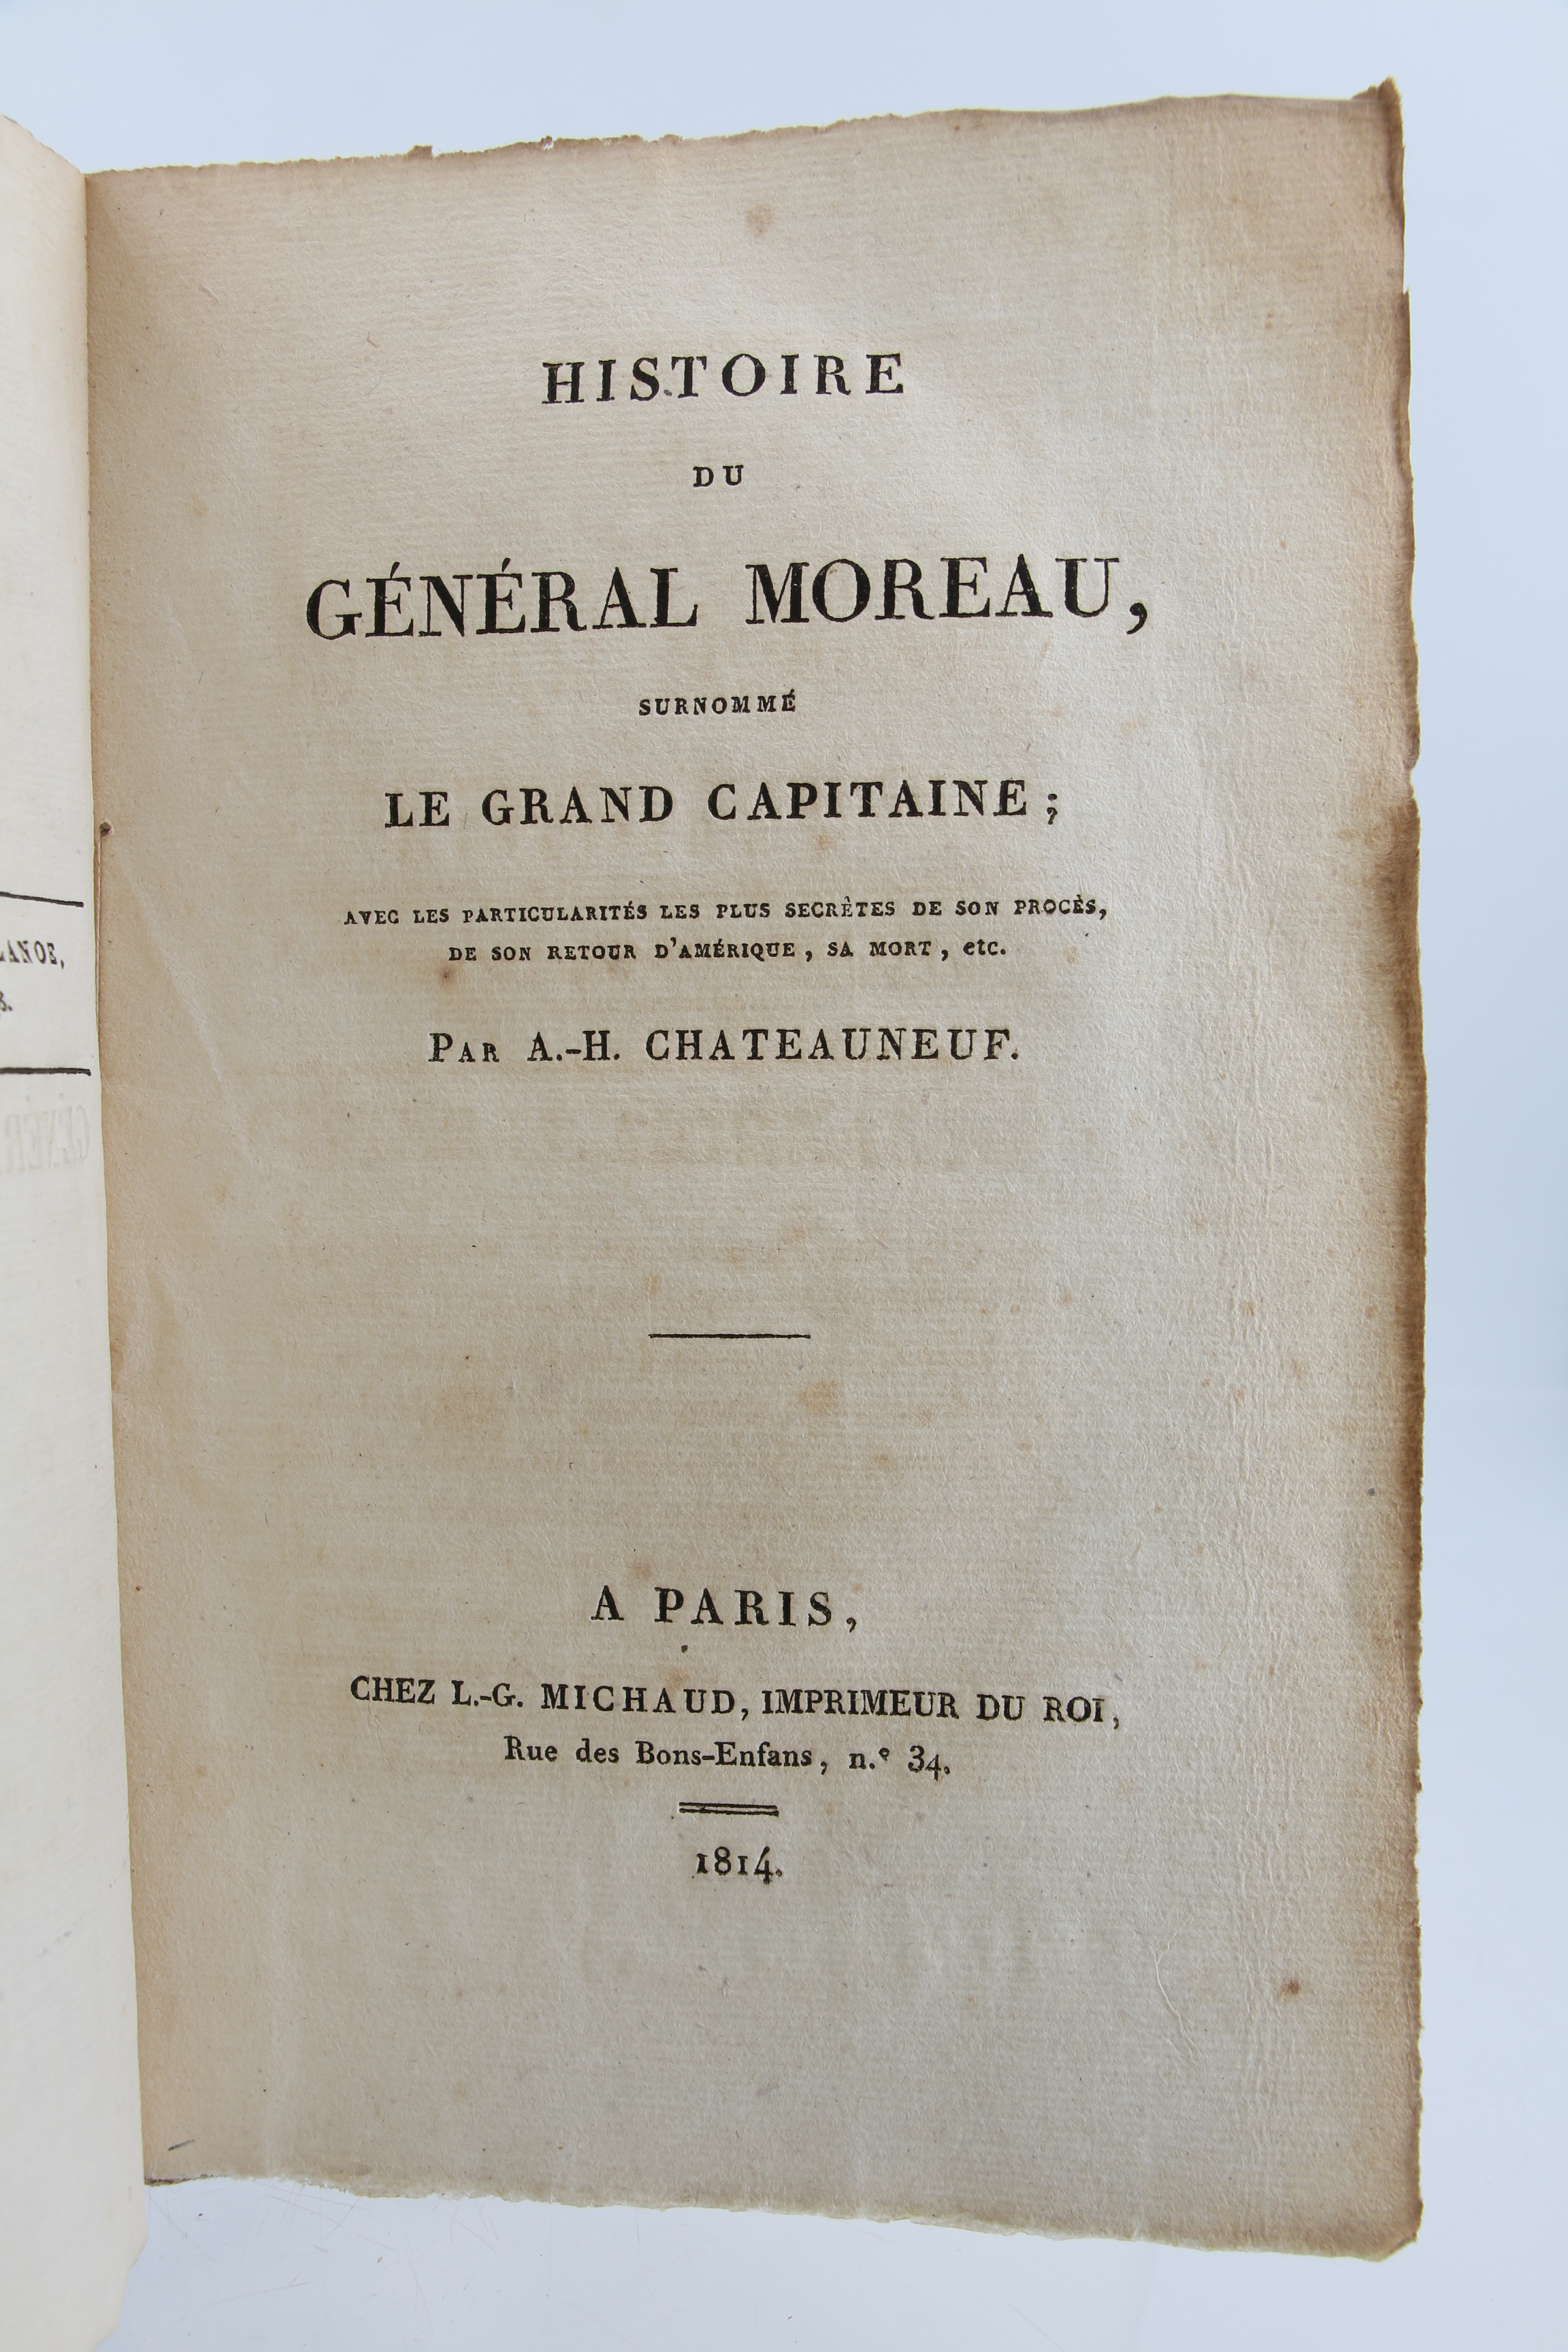 HISTOIRE
DU
GÉNÉRAL MOREAU,
SURNOMMÉ
LE GRAND CAPITAINE ;
AVEC LES PARTICULARITÉS LES PLUS SECRÈTES DE SON PROCÈS,
DE SON RETOUR D'AMÉRIQUE, SA MORT, etc.
PAR A.-H. CHATEAUNEUF.
A PARIS,
CHEZ L.-G. MICHAUD, IMPRIMEUR DU ROI,
Rue des Bons-Enfans, n.º 34.
1814.